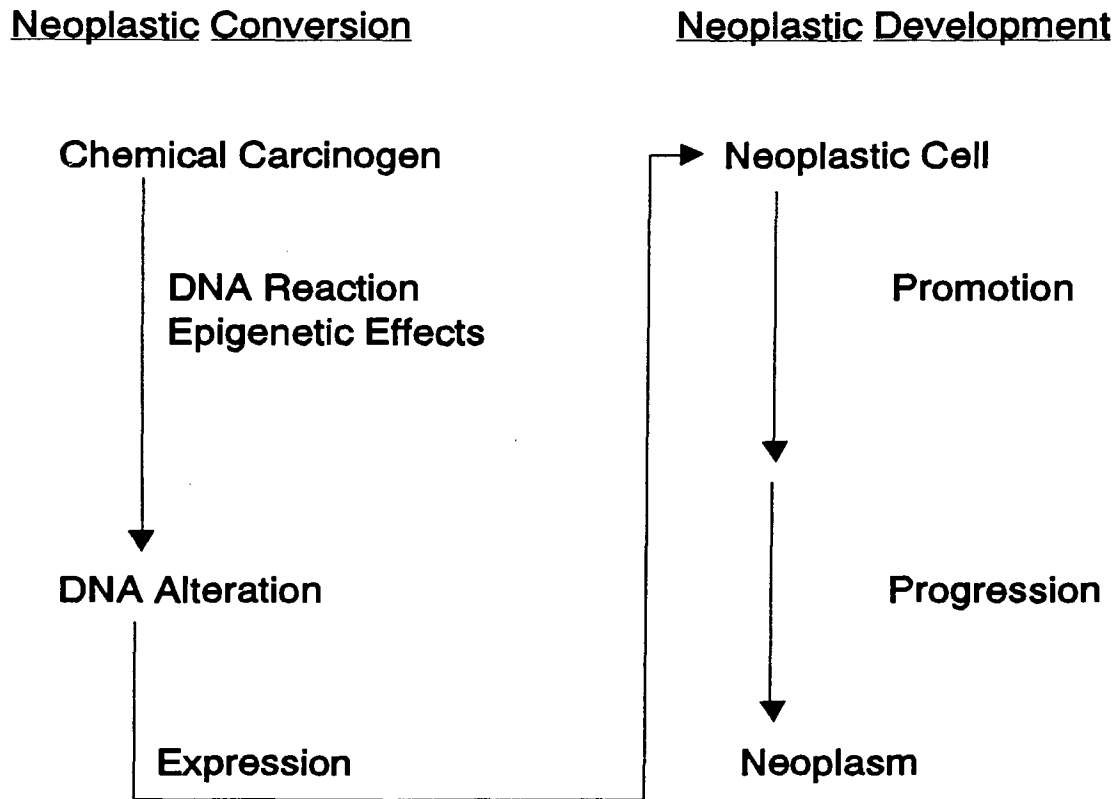 Neoplastic Conversion
Chemical Carcinogen
DNA Reaction
Epigenetic Effects
DNA Alteration
Expression
Neoplastic Development
Neoplastic Cell
Promotion
Progression
Neoplasm